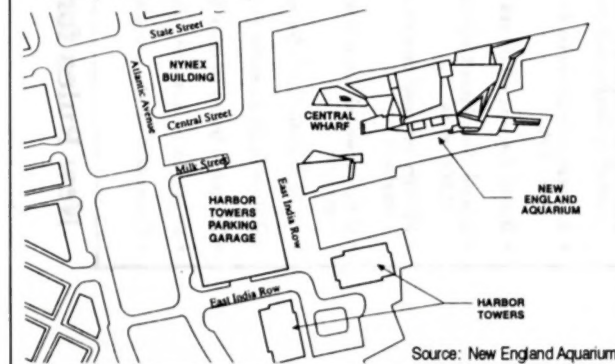 State Street
NYNEX
BUILDING
Atlantic Avenue
Central Street
CENTRAL
WHARF
Milk Street
HARBOR
TOWERS
PARKING
GARAGE
East India Row
NEW
ENGLAND
AQUARIUM
East India Row
HARBOR
TOWERS
Source: New England Aquarium